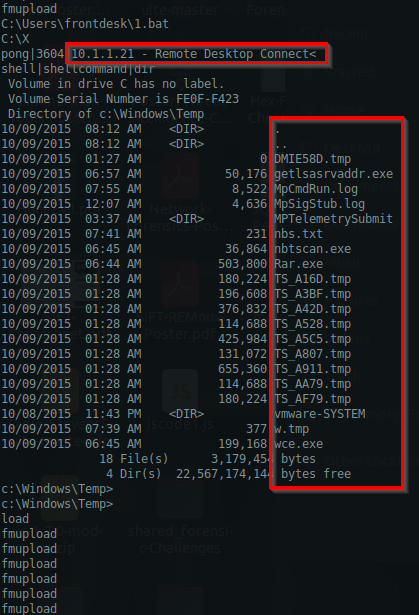 fmupload
C:\Users\frontdesk\1.bat
C:\X
pong|3604|10.1.1.21 - Remote Desktop Connect<
shell|shellcommand|dir
Volume in drive C has no label.
Volume Serial Number is FE0F-F423
Directory of c:\Windows\Temp
10/09/2015  08:12 AM    <DIR>          .
10/09/2015  08:12 AM    <DIR>          ..
10/09/2015  01:27 AM                 0 DMIE58D.tmp
10/09/2015  06:57 AM            50,176 getlsasrvaddr.exe
10/09/2015  07:55 AM             8,522 MpCmdRun.log
10/09/2015  12:07 AM             4,636 MpSigStub.log
10/09/2015  03:37 AM    <DIR>          MPTelemetrySubmit
10/09/2015  07:41 AM               231 nbs.txt
10/09/2015  06:45 AM            36,864 nbtscan.exe
10/09/2015  06:44 AM           503,800 Rar.exe
10/09/2015  01:28 AM           180,224 TS_A16D.tmp
10/09/2015  01:28 AM           196,608 TS_A3BF.tmp
10/09/2015  01:28 AM           376,832 TS_A42D.tmp
10/09/2015  01:28 AM           114,688 TS_A528.tmp
10/09/2015  01:28 AM           425,984 TS_A5C5.tmp
10/09/2015  01:28 AM           131,072 TS_A807.tmp
10/09/2015  01:28 AM           655,360 TS_A911.tmp
10/09/2015  01:28 AM           114,688 TS_AA79.tmp
10/09/2015  01:28 AM           180,224 TS_AF79.tmp
10/08/2015  11:43 PM    <DIR>          vmware-SYSTEM
10/09/2015  07:39 AM               377 w.tmp
10/09/2015  06:45 AM           199,168 wce.exe
18 File(s)      3,179,454 bytes
4 Dir(s)  22,567,174,144 bytes free
c:\Windows\Temp>
c:\Windows\Temp>
load
fmupload
fmupload
fmupload
fmupload
fmupload
fmupload